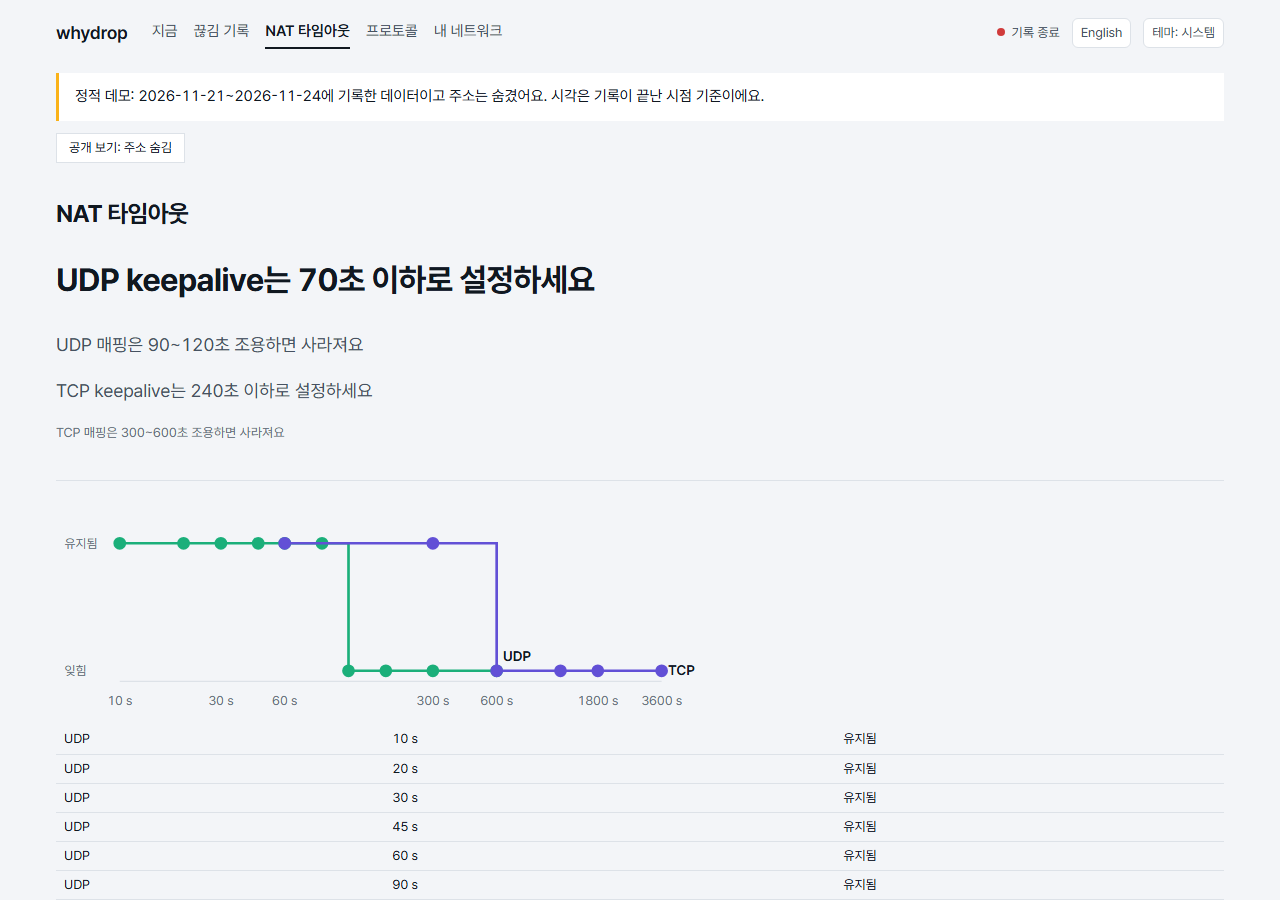 whydrop 지금 끊김 기록 NAT 타임아웃 프로토콜 내 네트워크 기록 종료 English 테마: 시스템
정적 데모: 2026-11-21~2026-11-24에 기록한 데이터이고 주소는 숨겼어요. 시각은 기록이 끝난 시점 기준이에요.
공개 보기: 주소 숨김
NAT 타임아웃
UDP keepalive는 70초 이하로 설정하세요
UDP 매핑은 90~120초 조용하면 사라져요
TCP keepalive는 240초 이하로 설정하세요
TCP 매핑은 300~600초 조용하면 사라져요
유지됨
UDP
잊힘
TCP
10 s 30 s 60 s 300 s 600 s 1800 s 3600 s
UDP 10 s 유지됨
UDP 20 s 유지됨
UDP 30 s 유지됨
UDP 45 s 유지됨
UDP 60 s 유지됨
UDP 90 s 유지됨